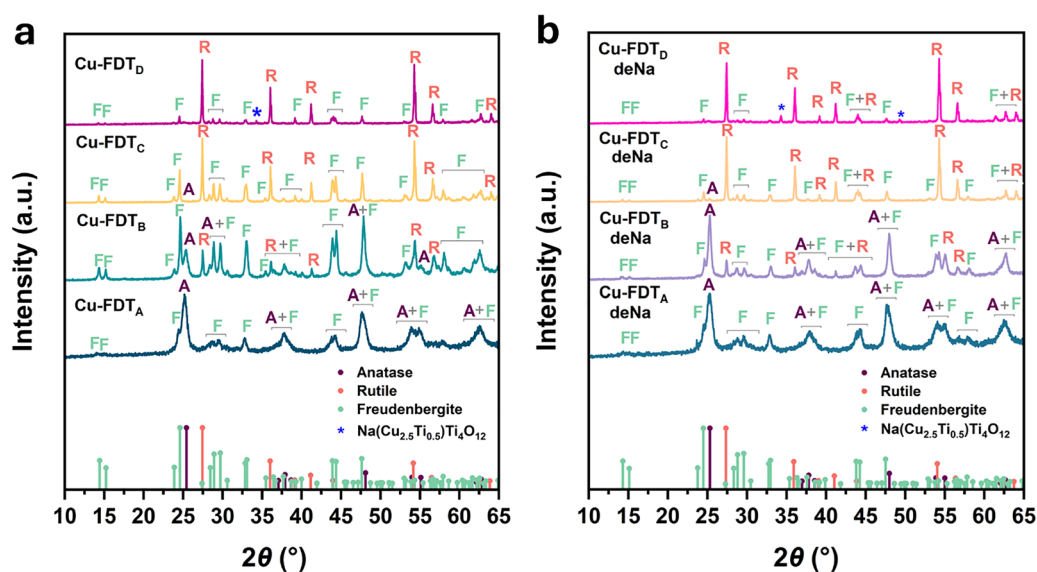 a
Cu-FDT_D
F F F R F F * R F R F F F R R F F R
Cu-FDT_C
F F F A R F F R R F R F F F R R F R
Cu-FDT_B
F F F F A R A+F F F R+F R F A+F F R A R F
Cu-FDT_A
F F F A F F A+F F A+F A+F A+F
Anatase
Rutile
Freudenbergite
* Na(Cu2.5Ti0.5)Ti4O12
Intensity (a.u.)
10 15 20 25 30 35 40 45 50 55 60 65
2θ (°)
b
Cu-FDT_D
deNa
F F F R F * R R R F+R F * R R F+R
Cu-FDT_C
deNa
F F F A R F F R R R F+R F R R F F+R
Cu-FDT_B
deNa
F F F A R F F R A+F F+R A+F A+F R F A+F
Cu-FDT_A
deNa
F F F A F F A+F F A+F A+F F A+F
Anatase
Rutile
Freudenbergite
* Na(Cu2.5Ti0.5)Ti4O12
Intensity (a.u.)
10 15 20 25 30 35 40 45 50 55 60 65
2θ (°)